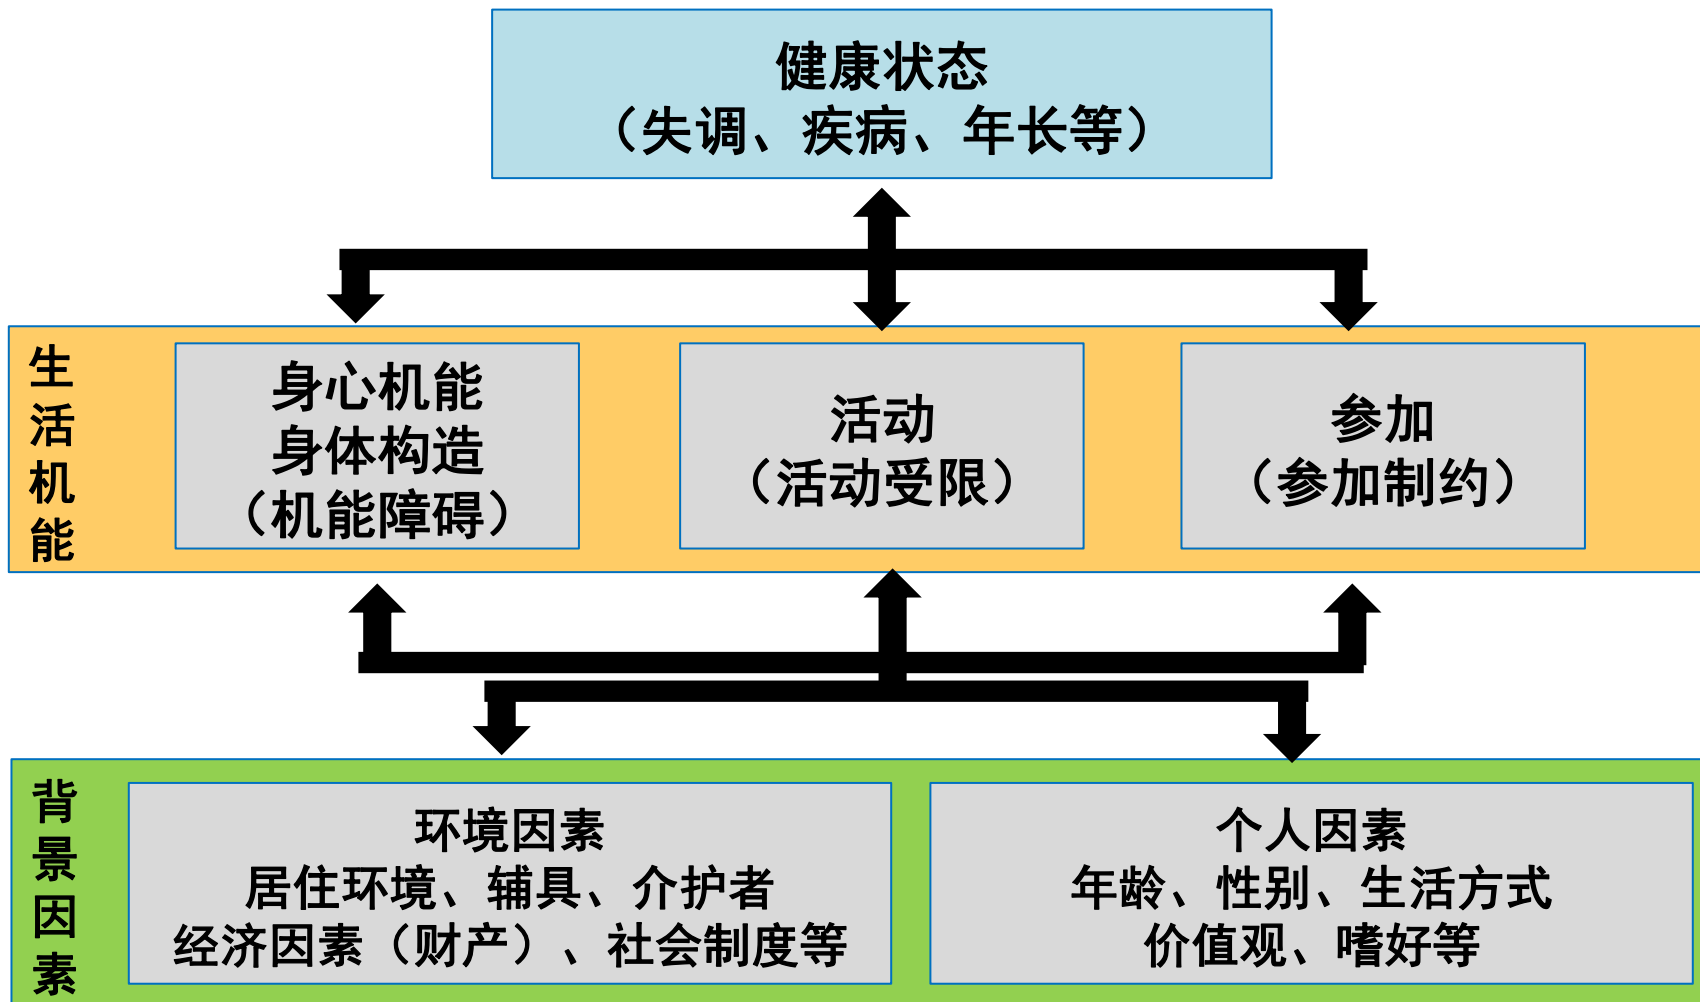 健康状态
（失调、疾病、年长等）
生活机能
身心机能
身体构造
（机能障碍）
活动
（活动受限）
参加
（参加制约）
背景因素
环境因素
居住环境、辅具、介护者
经济因素（财产）、社会制度等
个人因素
年龄、性别、生活方式
价值观、嗜好等